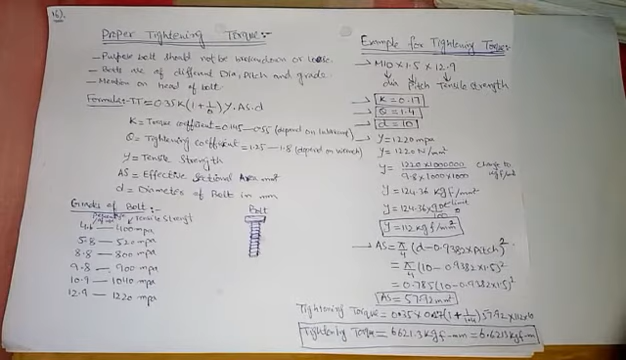 Proper Tightening Torque:-
- Purpose bolt should not be breakdown or loose.
- Bolts are of different Dia, Pitch and grade.
- Mention on head of bolt.
Formula:- TT = 0.35K(1+1/Q) Y.AS.d
K = Torque coefficient = 0.145 - 0.55 (depend on lubricant)
Q = Tightening coefficient = 1.25 - 1.8 (depend on wrench)
Y = Tensile Strength
AS = Effective Sectional Area mm²
d = Diameter of Bolt in mm
Grade of Bolt:-
Tensile Strength
4.6 — 400 mpa
5.8 — 520 mpa
8.8 — 800 mpa
9.8 — 900 mpa
10.9 — 1040 mpa
12.9 — 1220 mpa
Bolt
Example for Tightening Torque:-
→ M10 × 1.5 × 12.9
dia Pitch Tensile Strength
→ K = 0.17
→ Q = 1.4
→ d = 10
→ Y = 1220 mpa
Y = 1220 N/mm²
Y = 1220 × 1000000 / 9.8 × 1000 × 1000
Change to kgf/mm²
Y = 124.36 kgf/mm²
Y = 124.36 × 90
Y = 112 kgf/mm²
→ AS = π/4 (d - 0.9382 × Pitch)²
= π/4 (10 - 0.9382 × 1.5)²
= 0.785 (10 - 0.9382 × 1.5)²
AS = 57.92 mm²
Tightening Torque = 0.35 × 0.17 (1 + 1/1.4) 57.92 × 112 × 10
Tightening Torque = 6621.3 kgf-mm = 6.6213 kgf-m